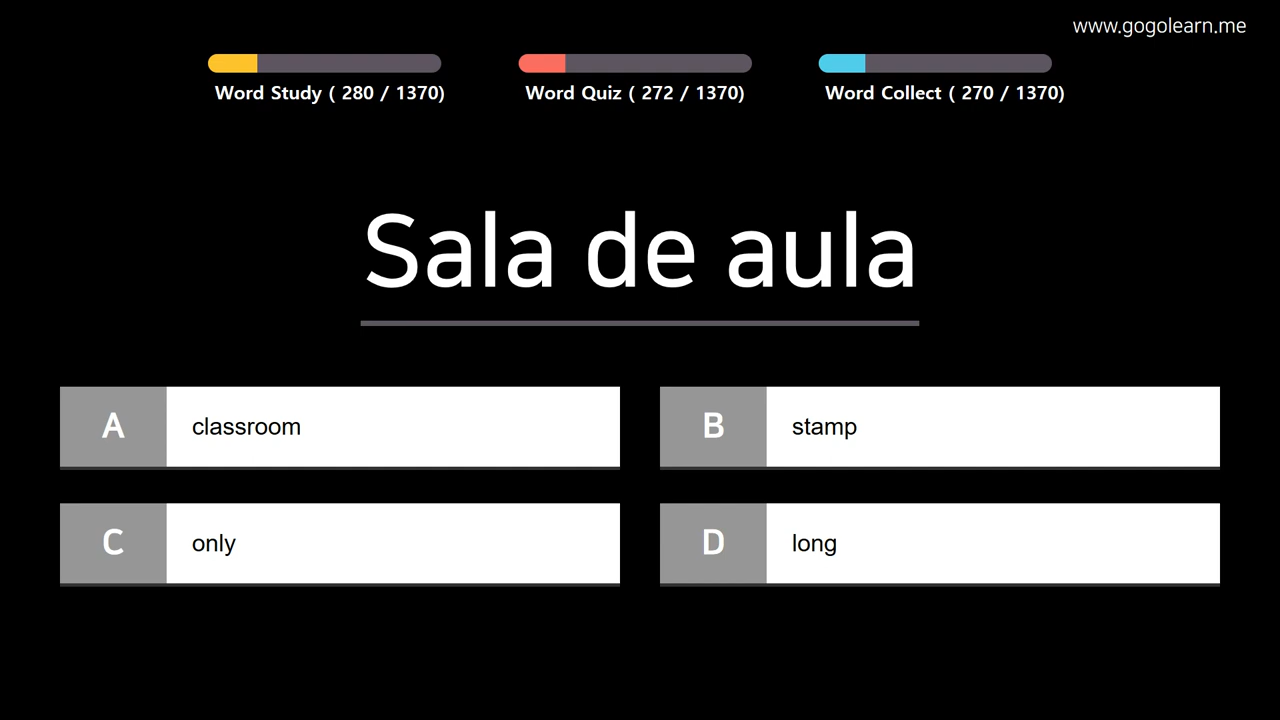 www.gogolearn.me
Word Study ( 280 / 1370)
Word Quiz ( 272 / 1370)
Word Collect ( 270 / 1370)
Sala de aula
A classroom
B stamp
C only
D long